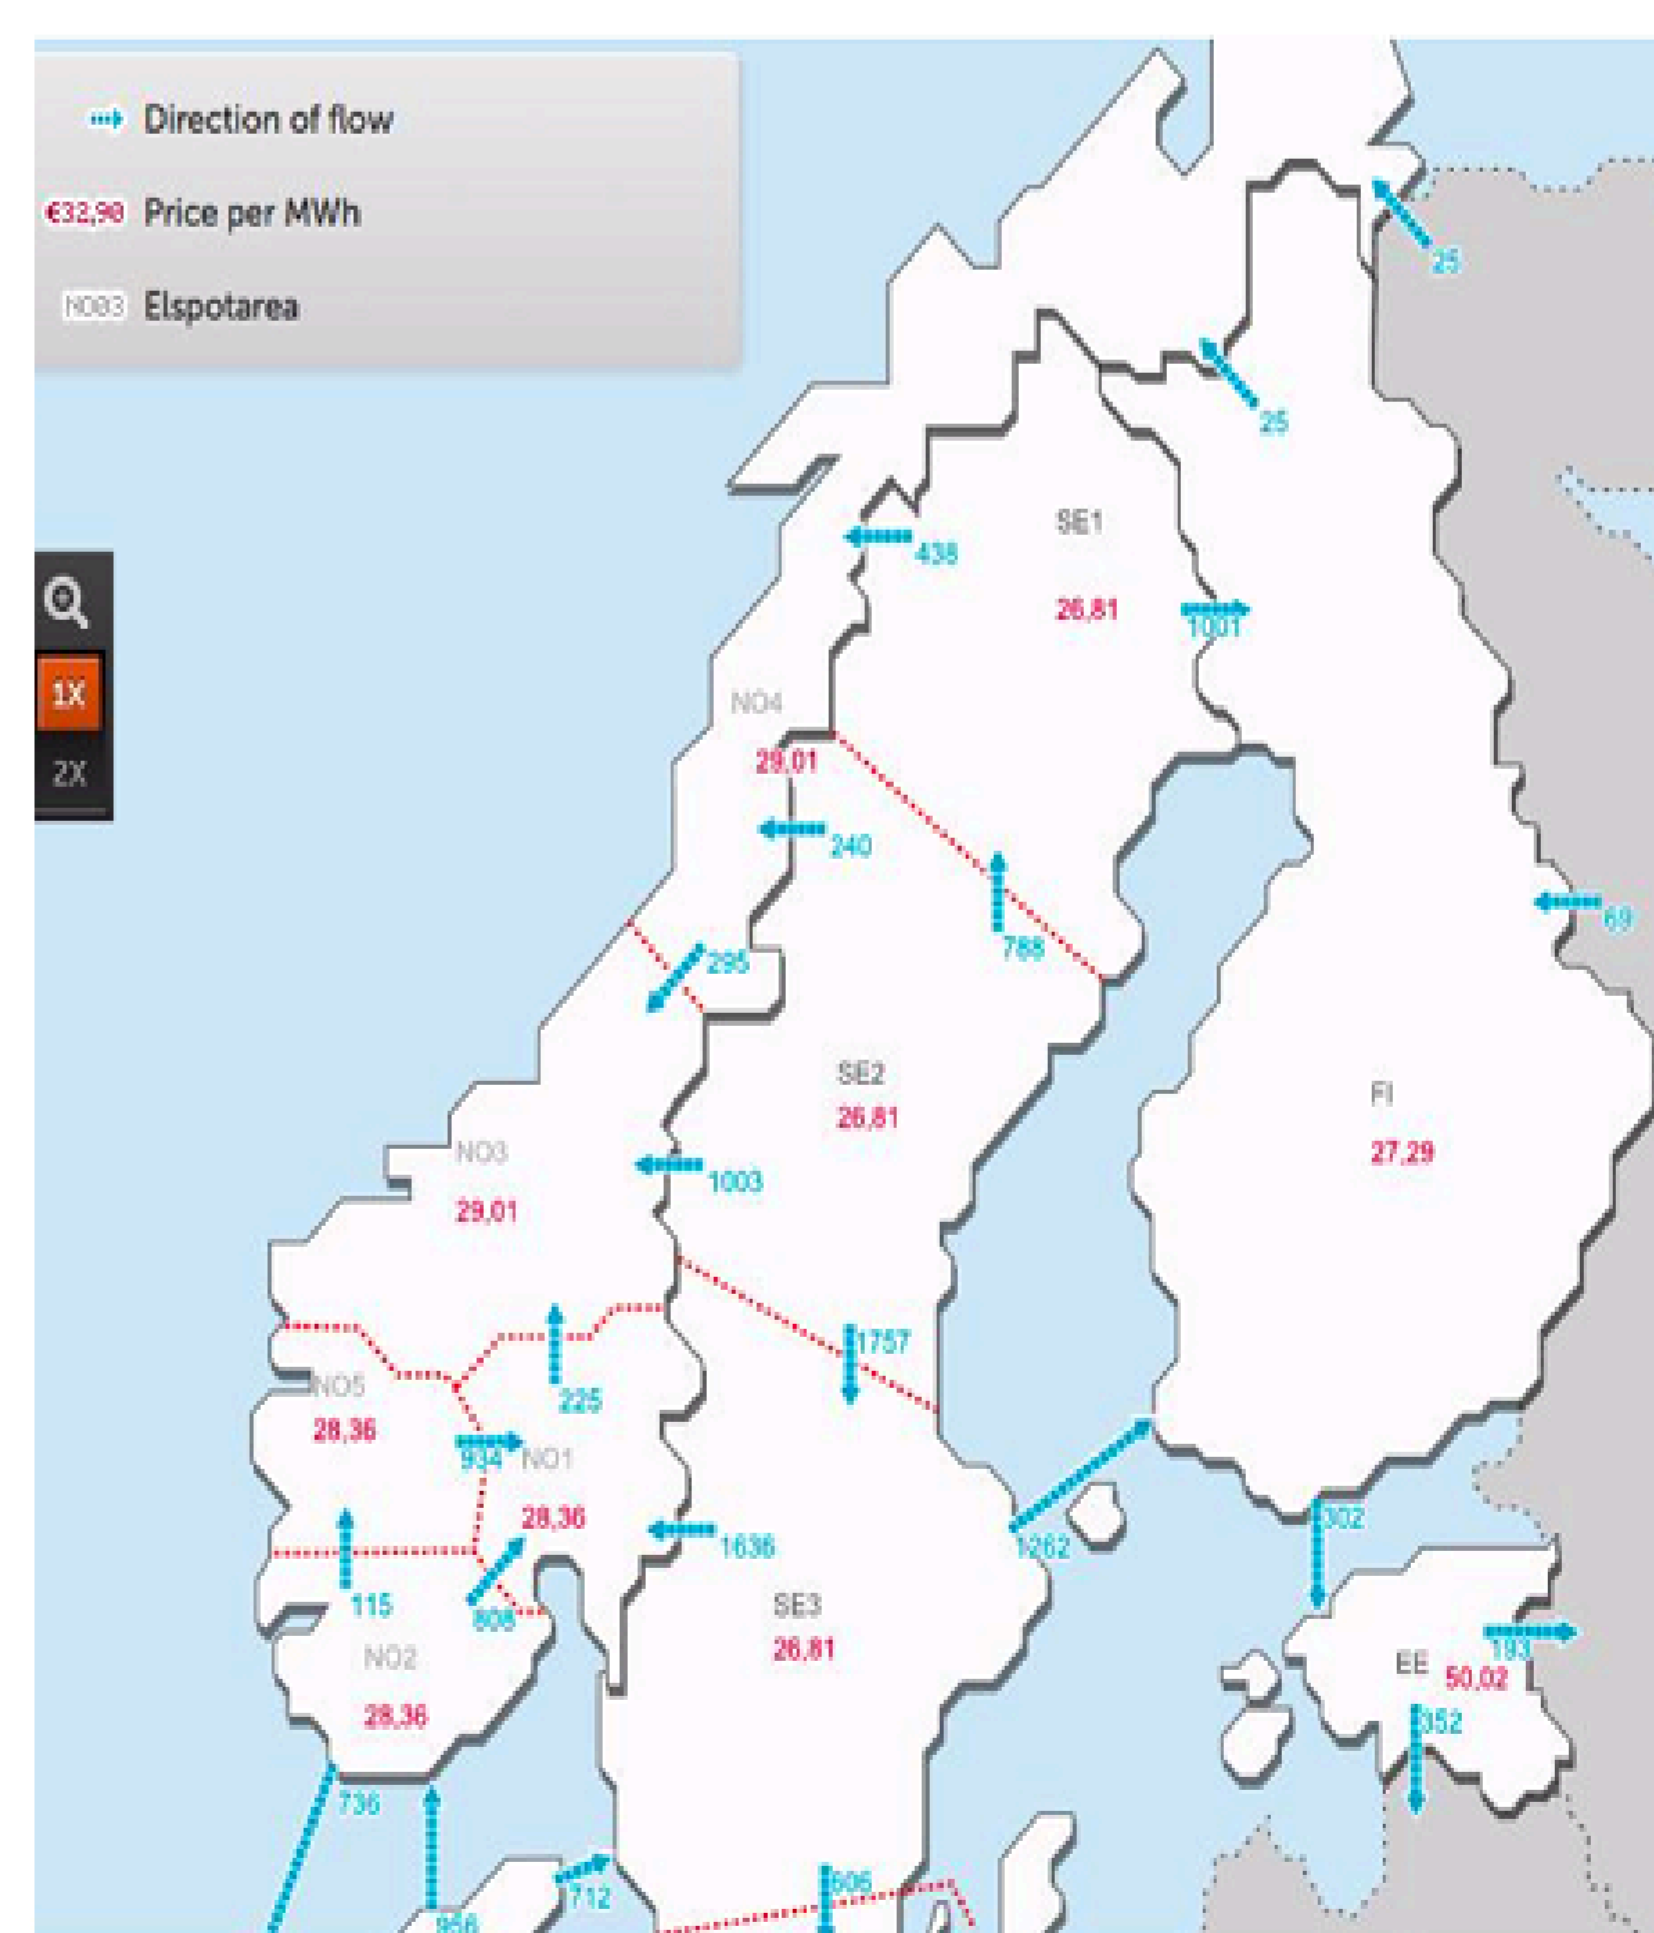 Direction of flow
€32,90 Price per MWh
NO03 Elspotarea
25
25
SE1
438
26,81
1001
1X
NO4
29,01
2X
240
69
788
295
SE2
26,81
FI
27,29
NO3
1003
29,01
1757
NO5
225
28,36
934 NO1
28,36
302
1636
1262
115
808
SE3
26,81
193
NO2
EE
50,02
28,36
352
736
606
712
956